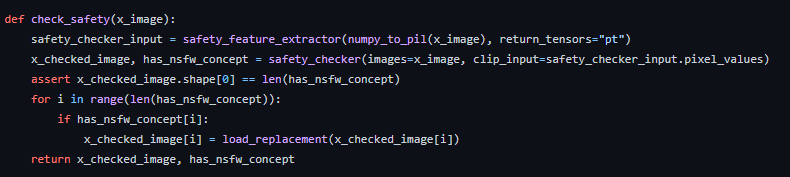 def check_safety(x_image):
    safety_checker_input = safety_feature_extractor(numpy_to_pil(x_image), return_tensors="pt")
    x_checked_image, has_nsfw_concept = safety_checker(images=x_image, clip_input=safety_checker_input.pixel_values)
    assert x_checked_image.shape[0] == len(has_nsfw_concept)
    for i in range(len(has_nsfw_concept)):
        if has_nsfw_concept[i]:
            x_checked_image[i] = load_replacement(x_checked_image[i])
    return x_checked_image, has_nsfw_concept